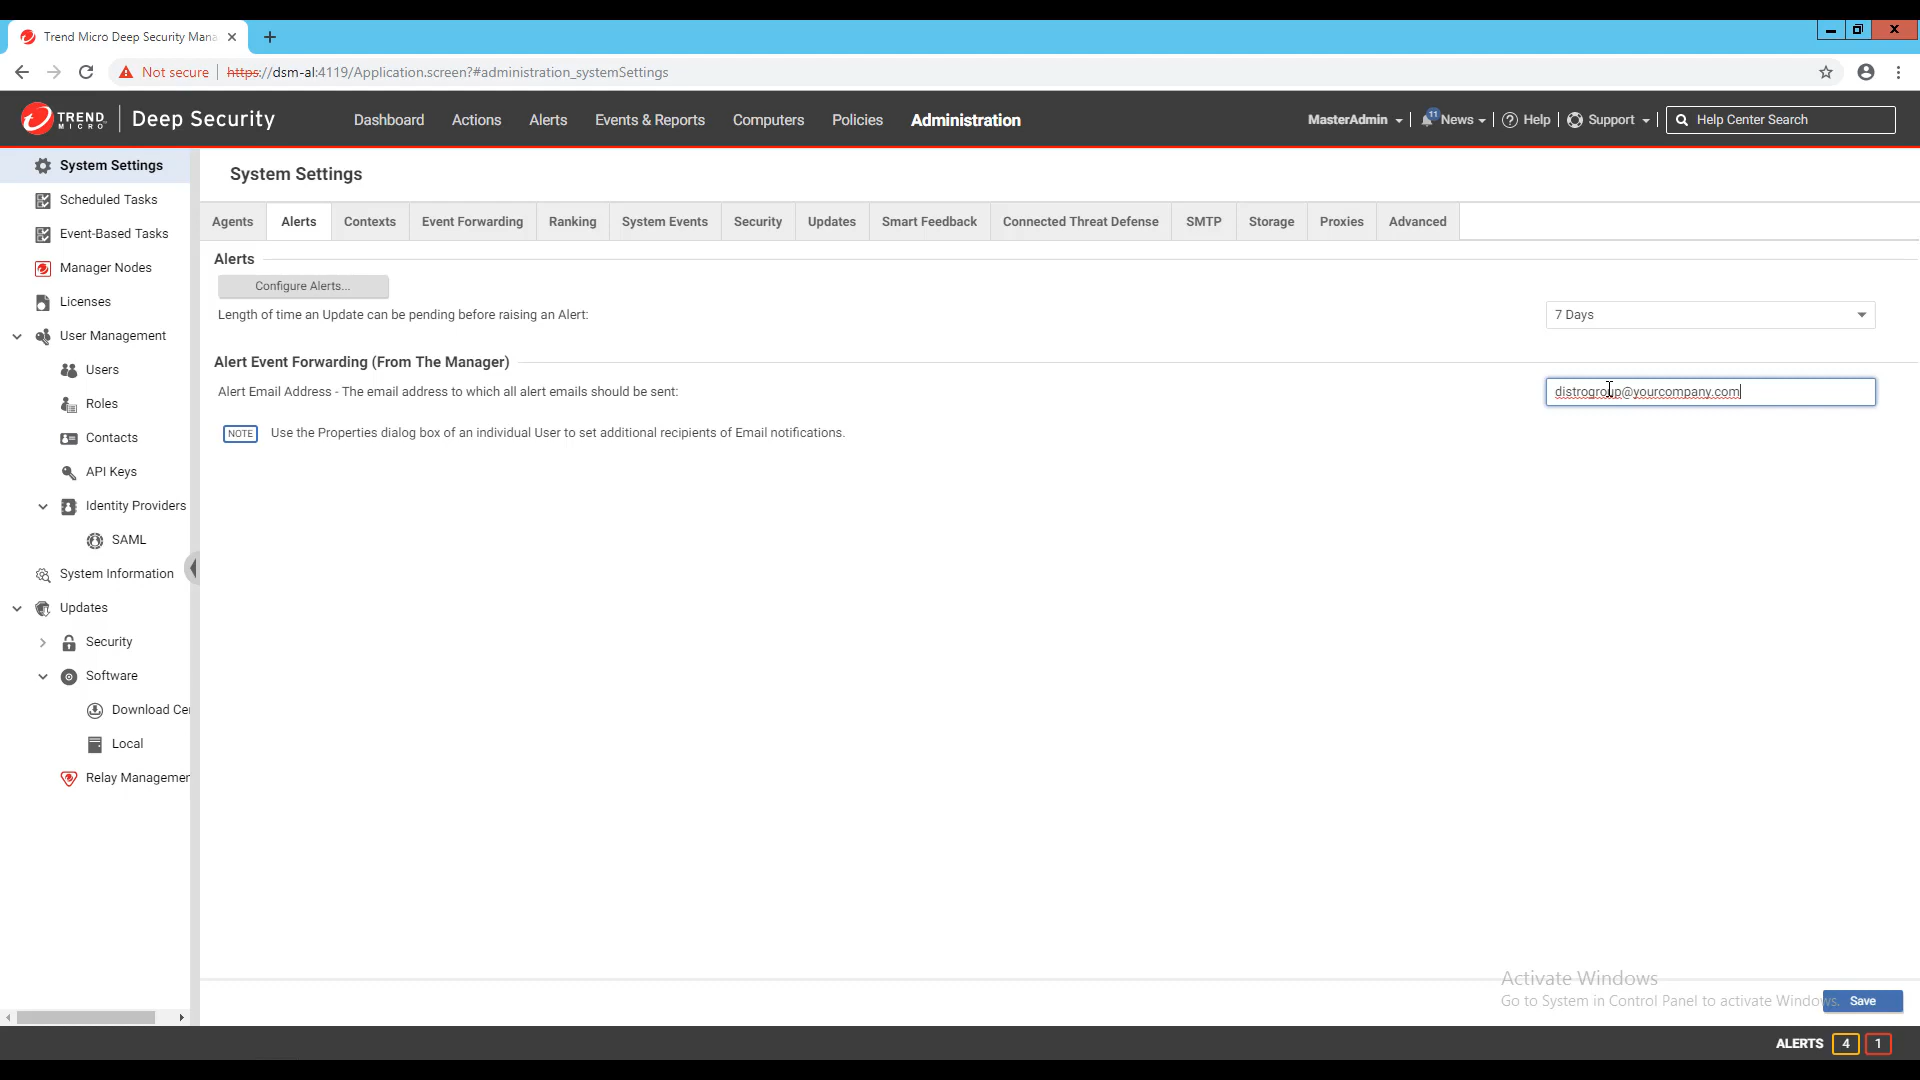 Trend Micro Deep Security Mana
Not secure https://dsm-al:4119/Application.screen?#administration_systemSettings
TREND MICRO Deep Security Dashboard Actions Alerts Events & Reports Computers Policies Administration MasterAdmin 11 News Help Support Help Center Search
System Settings
Scheduled Tasks
Event-Based Tasks
Manager Nodes
Licenses
User Management
Users
Roles
Contacts
API Keys
Identity Providers
SAML
System Information
Updates
Security
Software
Download Cer
Local
Relay Managemer
System Settings
Agents Alerts Contexts Event Forwarding Ranking System Events Security Updates Smart Feedback Connected Threat Defense SMTP Storage Proxies Advanced
Alerts
Configure Alerts...
Length of time an Update can be pending before raising an Alert: 7 Days
Alert Event Forwarding (From The Manager)
Alert Email Address - The email address to which all alert emails should be sent: distrogroup@yourcompany.com
NOTE Use the Properties dialog box of an individual User to set additional recipients of Email notifications.
Activate Windows
Go to System in Control Panel to activate Windows.
Save
ALERTS 4 1